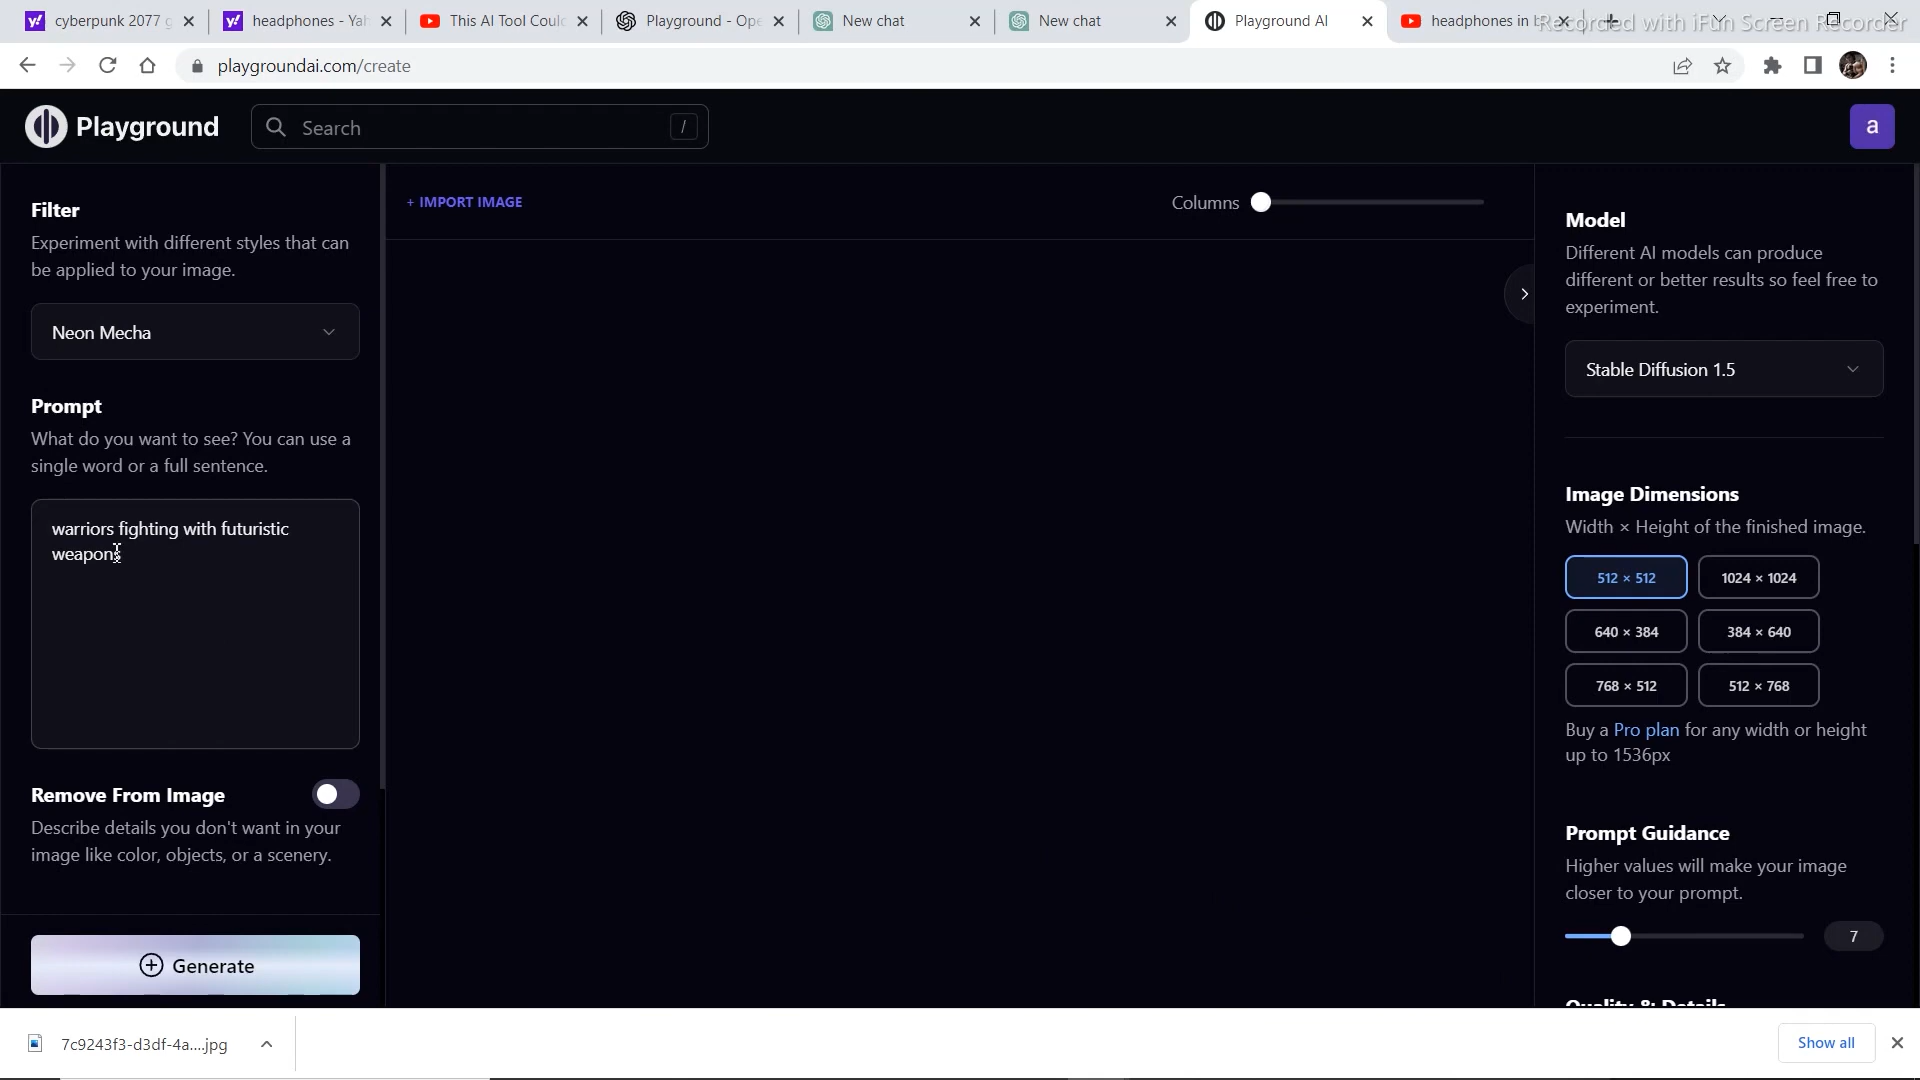 cyberpunk 2077 g
headphones - Yah
This AI Tool Coul
Playground - Ope
New chat
New chat
Playground AI
headphones in b
Recorded with iFun Screen Recorder
playgroundai.com/create
Playground
Search
/
a
Filter
Experiment with different styles that can
be applied to your image.
Neon Mecha
Prompt
What do you want to see? You can use a
single word or a full sentence.
warriors fighting with futuristic
weapons
Remove From Image
Describe details you don't want in your
image like color, objects, or a scenery.
Generate
+ IMPORT IMAGE
Columns
Model
Different AI models can produce
different or better results so feel free to
experiment.
Stable Diffusion 1.5
Image Dimensions
Width × Height of the finished image.
512 × 512
1024 × 1024
640 × 384
384 × 640
768 × 512
512 × 768
Buy a Pro plan for any width or height
up to 1536px
Prompt Guidance
Higher values will make your image
closer to your prompt.
7
Quality & Details
7c9243f3-d3df-4a....jpg
Show all